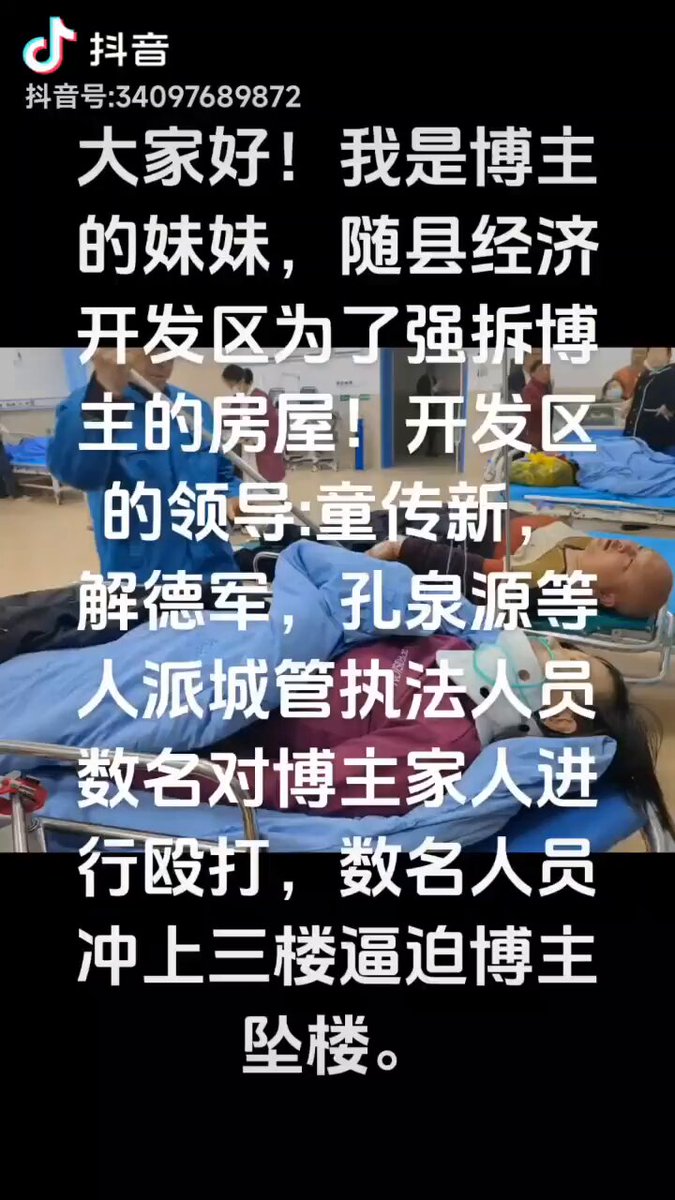 抖音
抖音号:34097689872
大家好！我是博主
的妹妹，随县经济
开发区为了强拆博
主的房屋！开发区
的领导:童传新，
解德军，孔泉源等
人派城管执法人员
数名对博主家人进
行殴打，数名人员
冲上三楼逼迫博主
坠楼。